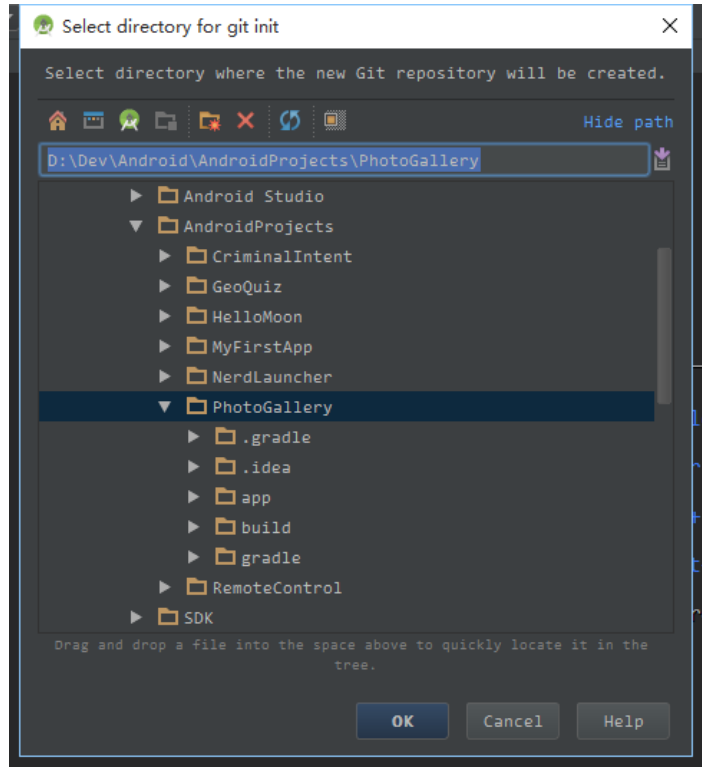 Select directory for git init
Select directory where the new Git repository will be created.
Hide path
D:\Dev\Android\AndroidProjects\PhotoGallery
Android Studio
AndroidProjects
CriminalIntent
GeoQuiz
HelloMoon
MyFirstApp
NerdLauncher
PhotoGallery
.gradle
.idea
app
build
gradle
RemoteControl
SDK
Drag and drop a file into the space above to quickly locate it in the
tree.
OK Cancel Help